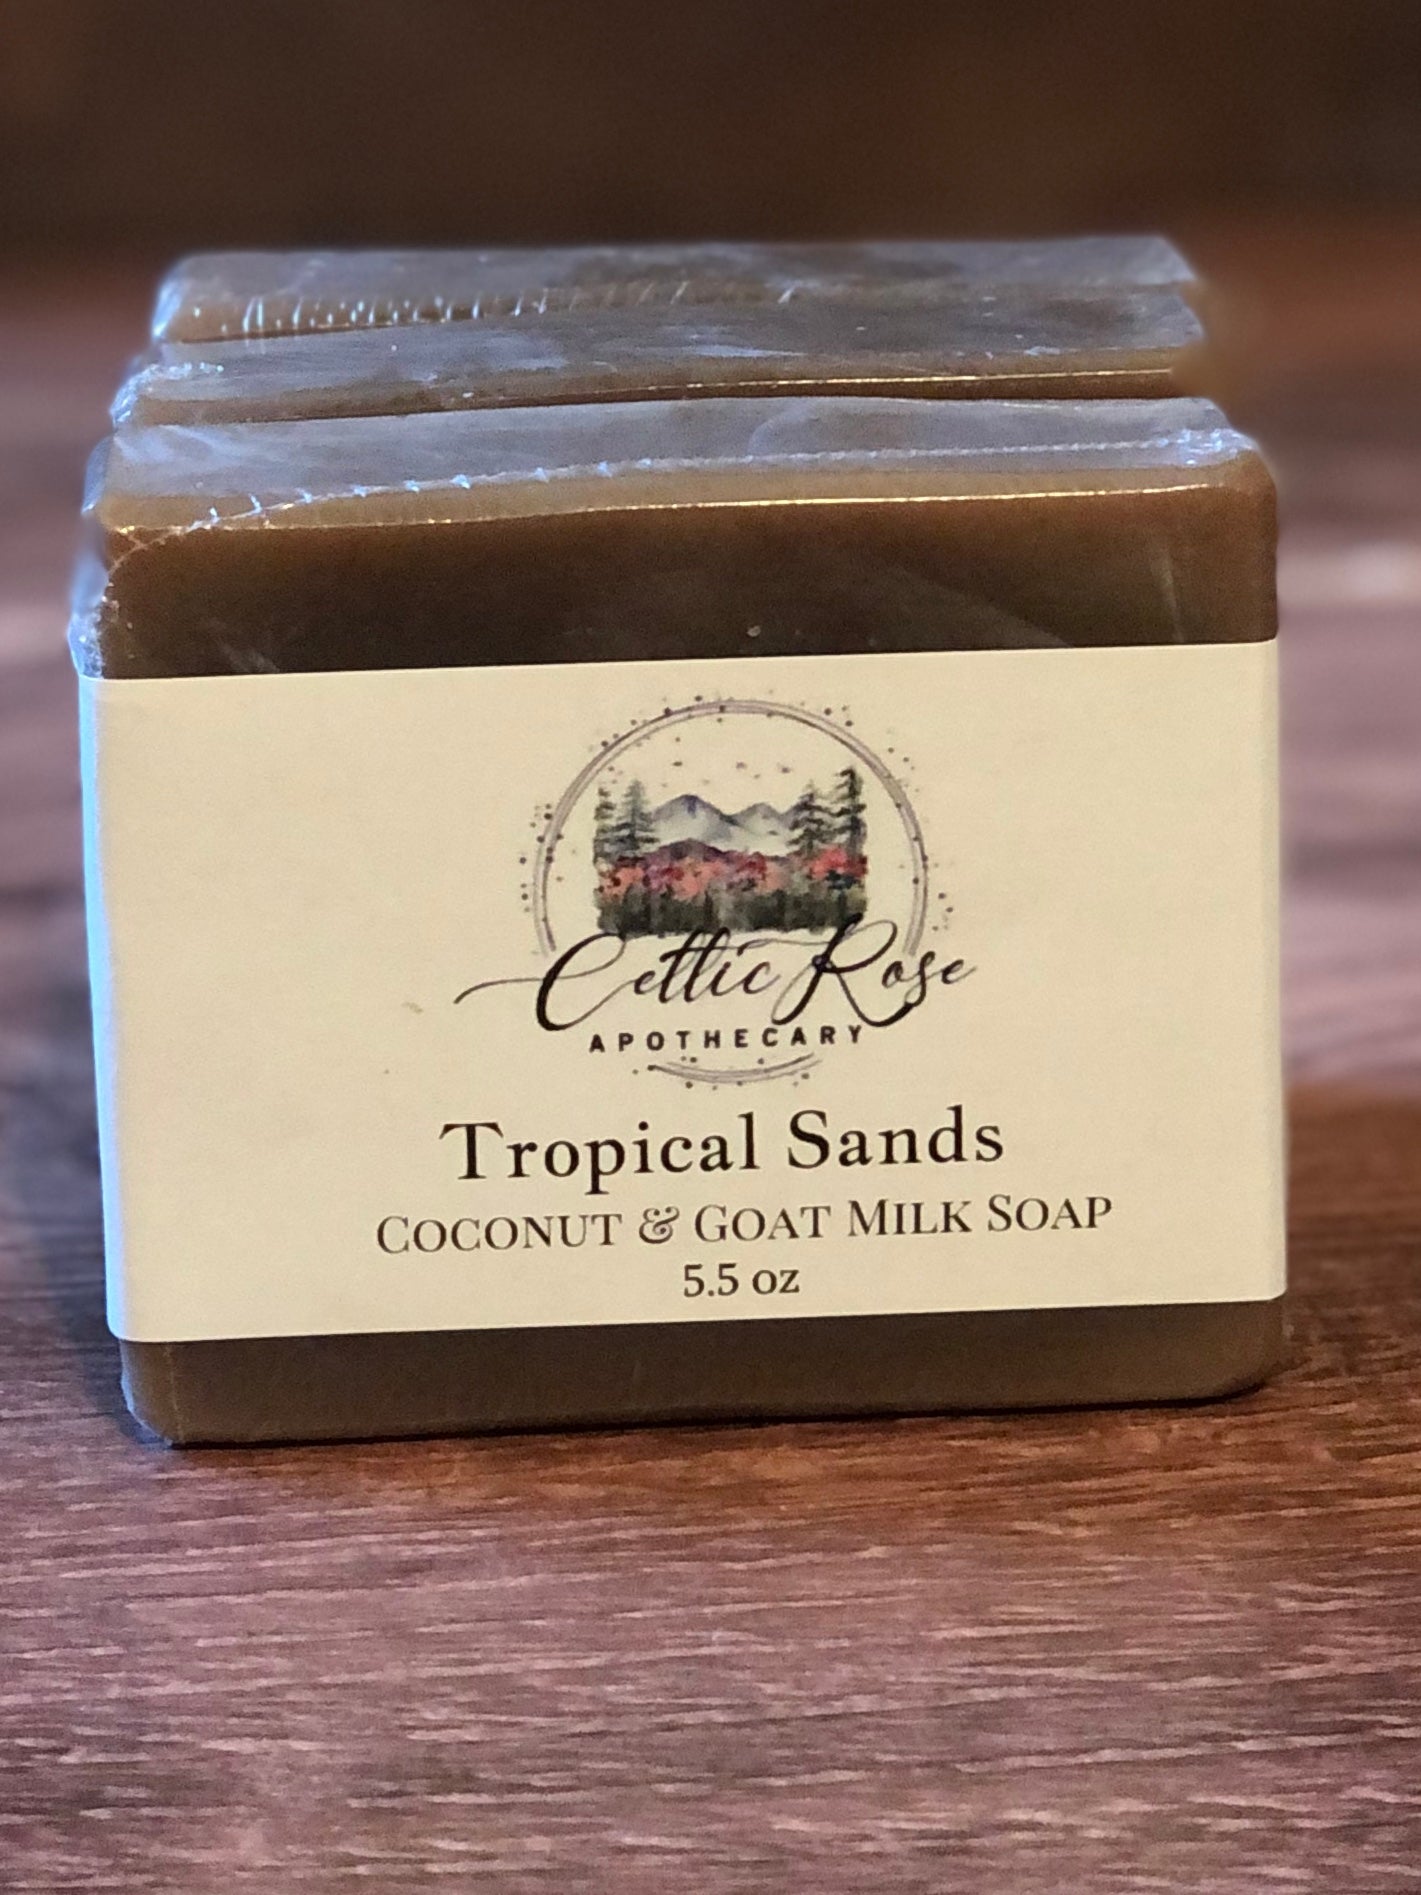 Celtic Rose
APOTHECARY
Tropical Sands
COCONUT & GOAT MILK SOAP
5.5 oz